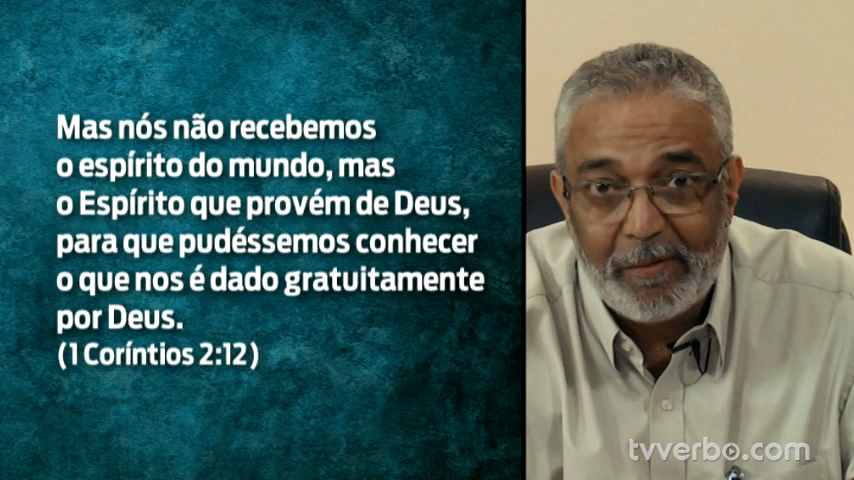 Mas nós não recebemos
o espírito do mundo, mas
o Espírito que provém de Deus,
para que pudéssemos conhecer
o que nos é dado gratuitamente
por Deus.
(1 Coríntios 2:12)
tvverbo.com